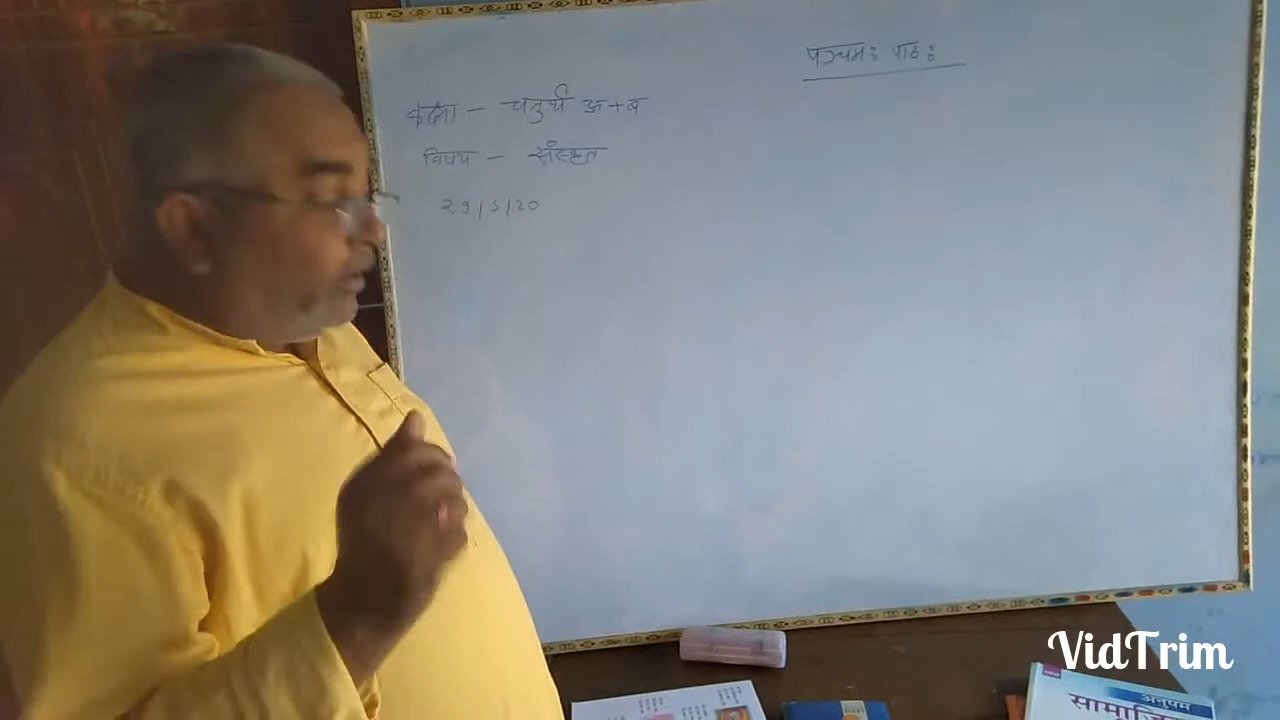 पञ्चमः पाठः
कक्षा - चतुर्थ अ+ब
विषय - संस्कृत
29/5/20
VidTrim
अनुपम
सामाजि